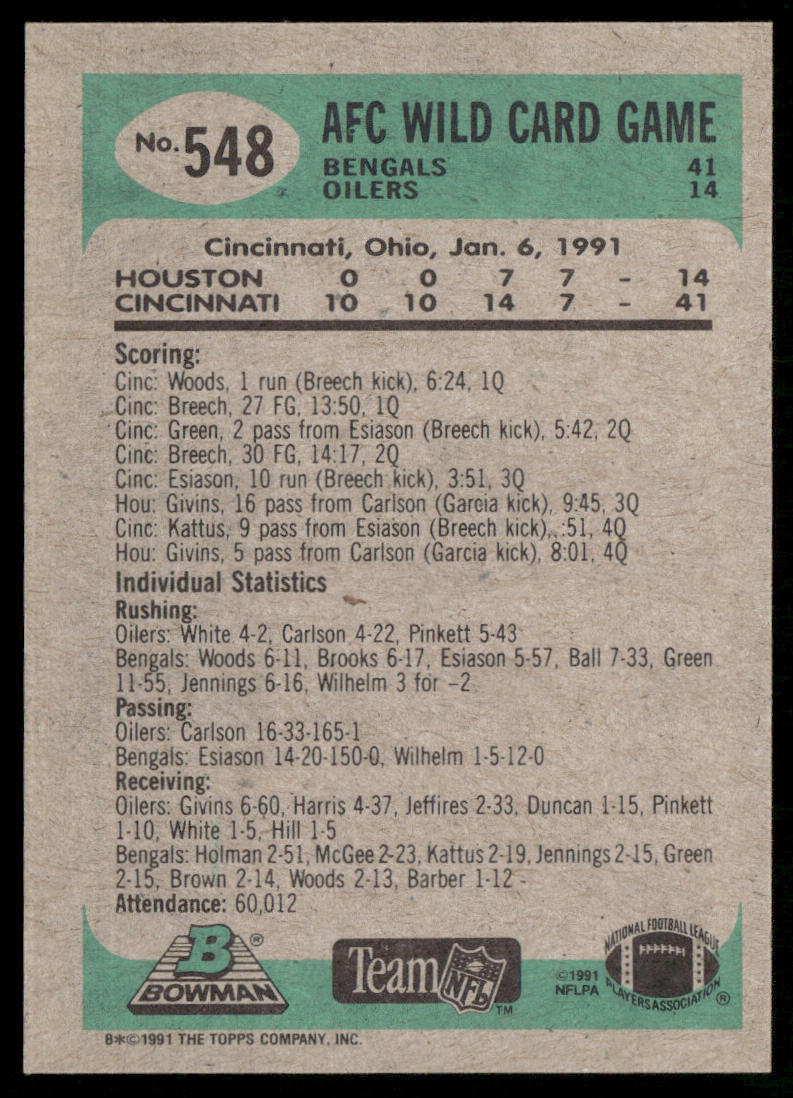 No. 548
AFC WILD CARD GAME
BENGALS 41
OILERS 14
Cincinnati, Ohio, Jan. 6, 1991
HOUSTON 0 0 7 7 – 14
CINCINNATI 10 10 14 7 – 41
Scoring:
Cinc: Woods, 1 run (Breech kick), 6:24, 1Q
Cinc: Breech, 27 FG, 13:50, 1Q
Cinc: Green, 2 pass from Esiason (Breech kick), 5:42, 2Q
Cinc: Breech, 30 FG, 14:17, 2Q
Cinc: Esiason, 10 run (Breech kick), 3:51, 3Q
Hou: Givins, 16 pass from Carlson (Garcia kick), 9:45, 3Q
Cinc: Kattus, 9 pass from Esiason (Breech kick), :51, 4Q
Hou: Givins, 5 pass from Carlson (Garcia kick), 8:01, 4Q
Individual Statistics
Rushing:
Oilers: White 4-2, Carlson 4-22, Pinkett 5-43
Bengals: Woods 6-11, Brooks 6-17, Esiason 5-57, Ball 7-33, Green
11-55, Jennings 6-16, Wilhelm 3 for –2
Passing:
Oilers: Carlson 16-33-165-1
Bengals: Esiason 14-20-150-0, Wilhelm 1-5-12-0
Receiving:
Oilers: Givins 6-60, Harris 4-37, Jeffires 2-33, Duncan 1-15, Pinkett
1-10, White 1-5, Hill 1-5
Bengals: Holman 2-51, McGee 2-23, Kattus 2-19, Jennings 2-15, Green
2-15, Brown 2-14, Woods 2-13, Barber 1-12
Attendance: 60,012
B ®
BOWMAN
Team NFL ™
©1991
NFLPA
NATIONAL FOOTBALL LEAGUE
PLAYERS ASSOCIATION ®
B*©1991 THE TOPPS COMPANY, INC.